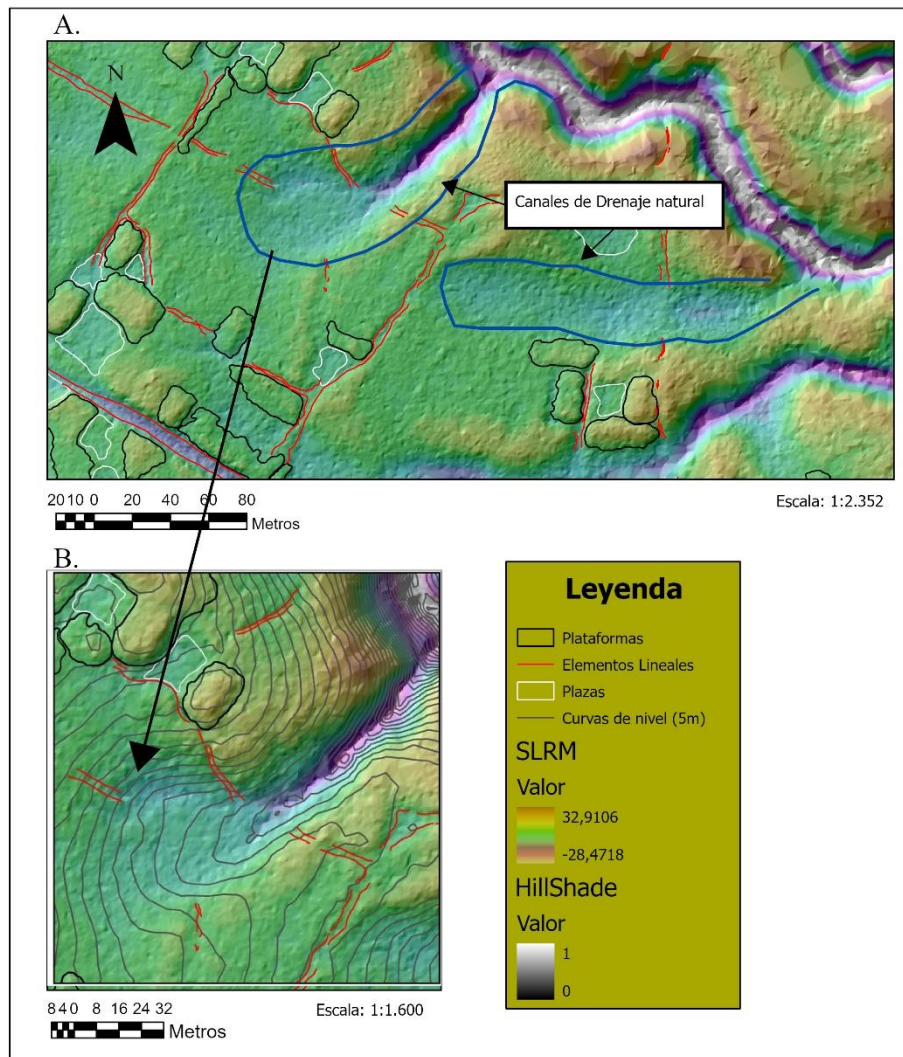 A.
N
Canales de Drenaje natural
20 10 0 20 40 60 80
Metros
Escala: 1:2.352
B.
8 4 0 8 16 24 32
Metros
Escala: 1:1.600
Leyenda
Plataformas
Elementos Lineales
Plazas
Curvas de nivel (5m)
SLRM
Valor
32,9106
-28,4718
HillShade
Valor
1
0